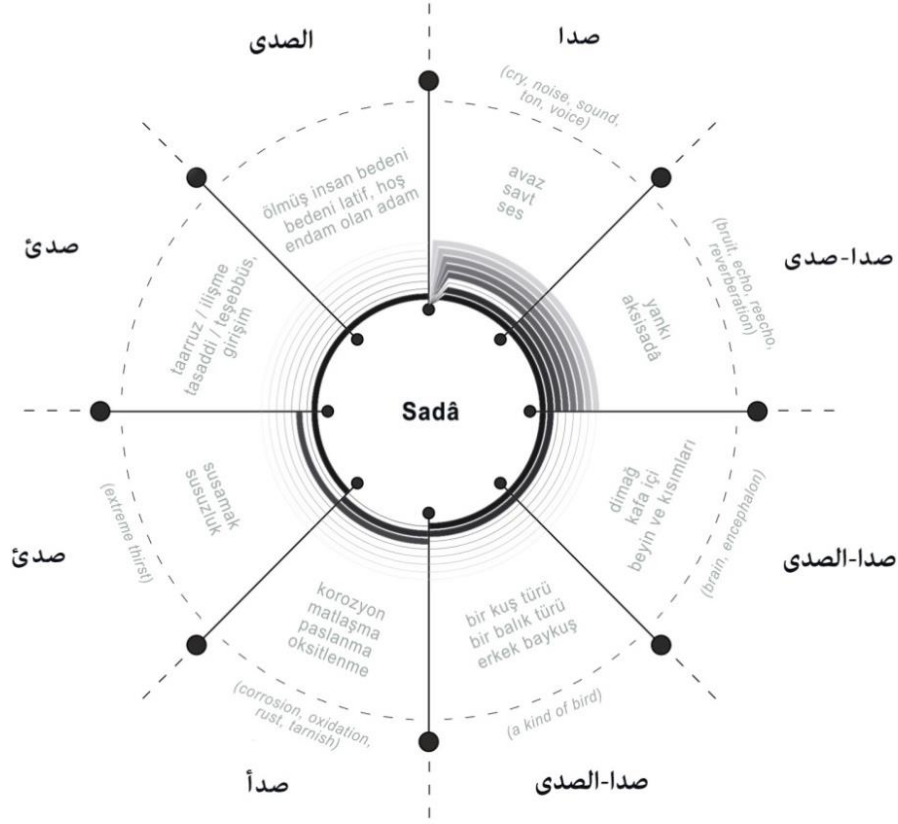 صدا
(cry, noise, sound,
ton, voice)
avaz
savt
ses
صدا-صدى
(bruit, echo, reecho,
reverberation)
yankı
aksisadâ
صدا-الصدى
(brain, encephalon)
dimağ
kafa içi
beyin ve kısımları
صدا-الصدى
bir kuş türü
bir balık türü
erkek baykuş
(a kind of bird)
صدأ
korozyon
matlaşma
paslanma
oksitlenme
(corrosion, oxidation,
rust, tarnish)
صدئ
susamak
susuzluk
(extreme thirst)
صدئ
taarruz / ilişme
tasaddi / teşebbüs,
girişim
الصدى
ölmüş insan bedeni
bedeni latif, hoş
endam olan adam
Sadâ